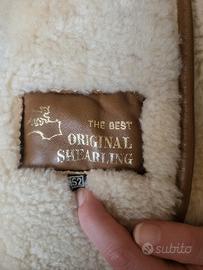 THE BEST
ORIGINAL
SHEARLING
52
subito